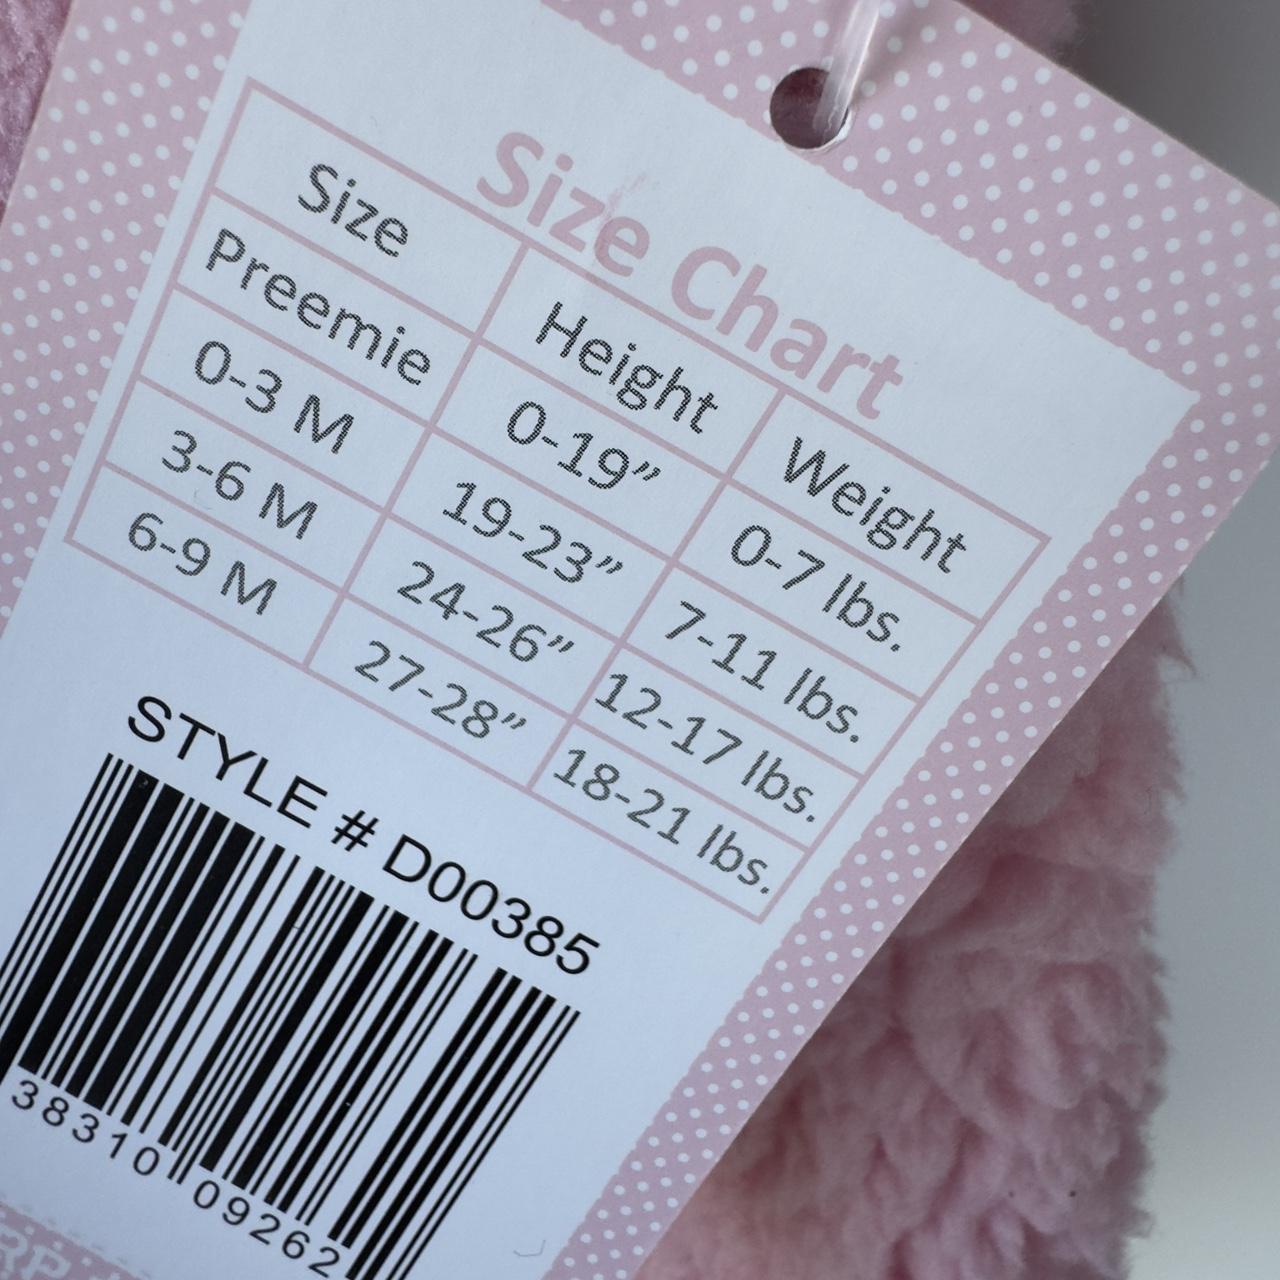 Size Chart
Size Height Weight
Preemie 0-19” 0-7 lbs.
0-3 M 19-23” 7-11 lbs.
3-6 M 24-26” 12-17 lbs.
6-9 M 27-28” 18-21 lbs.
STYLE # D00385
38310 09262